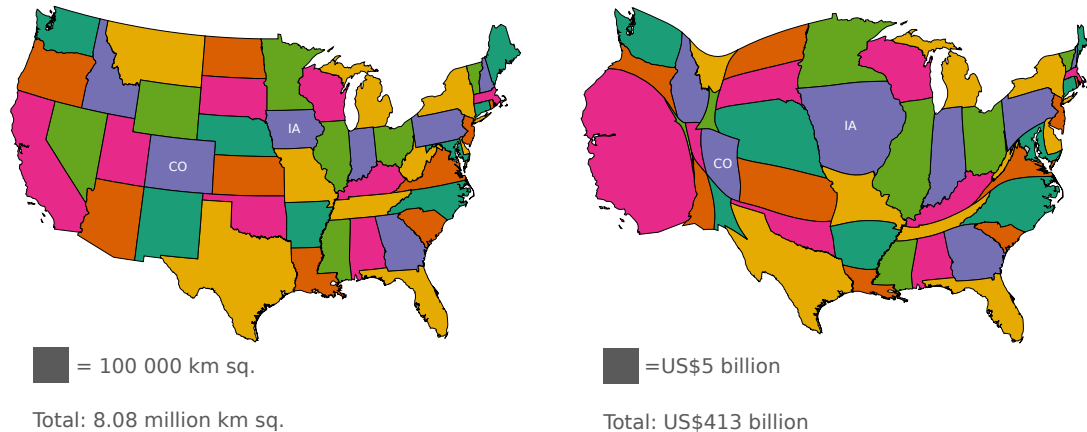 IA
CO
= 100 000 km sq.
Total: 8.08 million km sq.
IA
CO
=US$5 billion
Total: US$413 billion